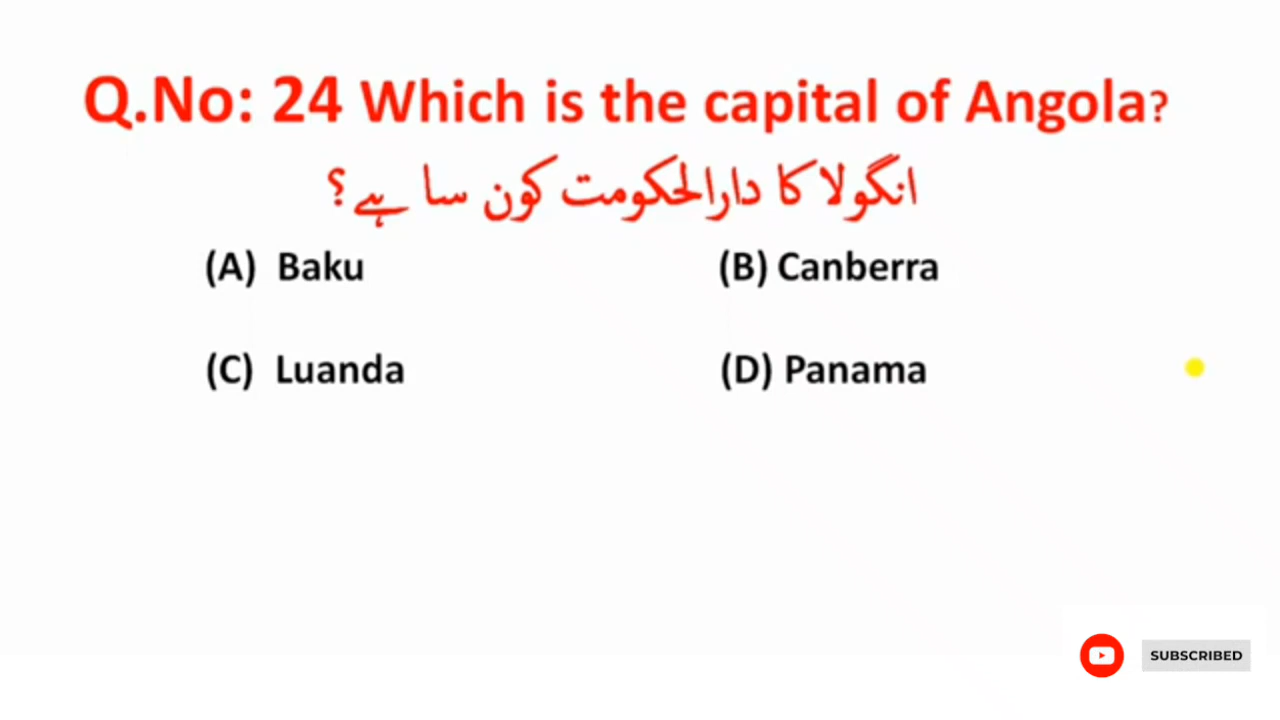 Q.No: 24 Which is the capital of Angola?
انگولا کا دارالحکومت کون سا ہے؟
(A) Baku (B) Canberra
(C) Luanda (D) Panama
SUBSCRIBED